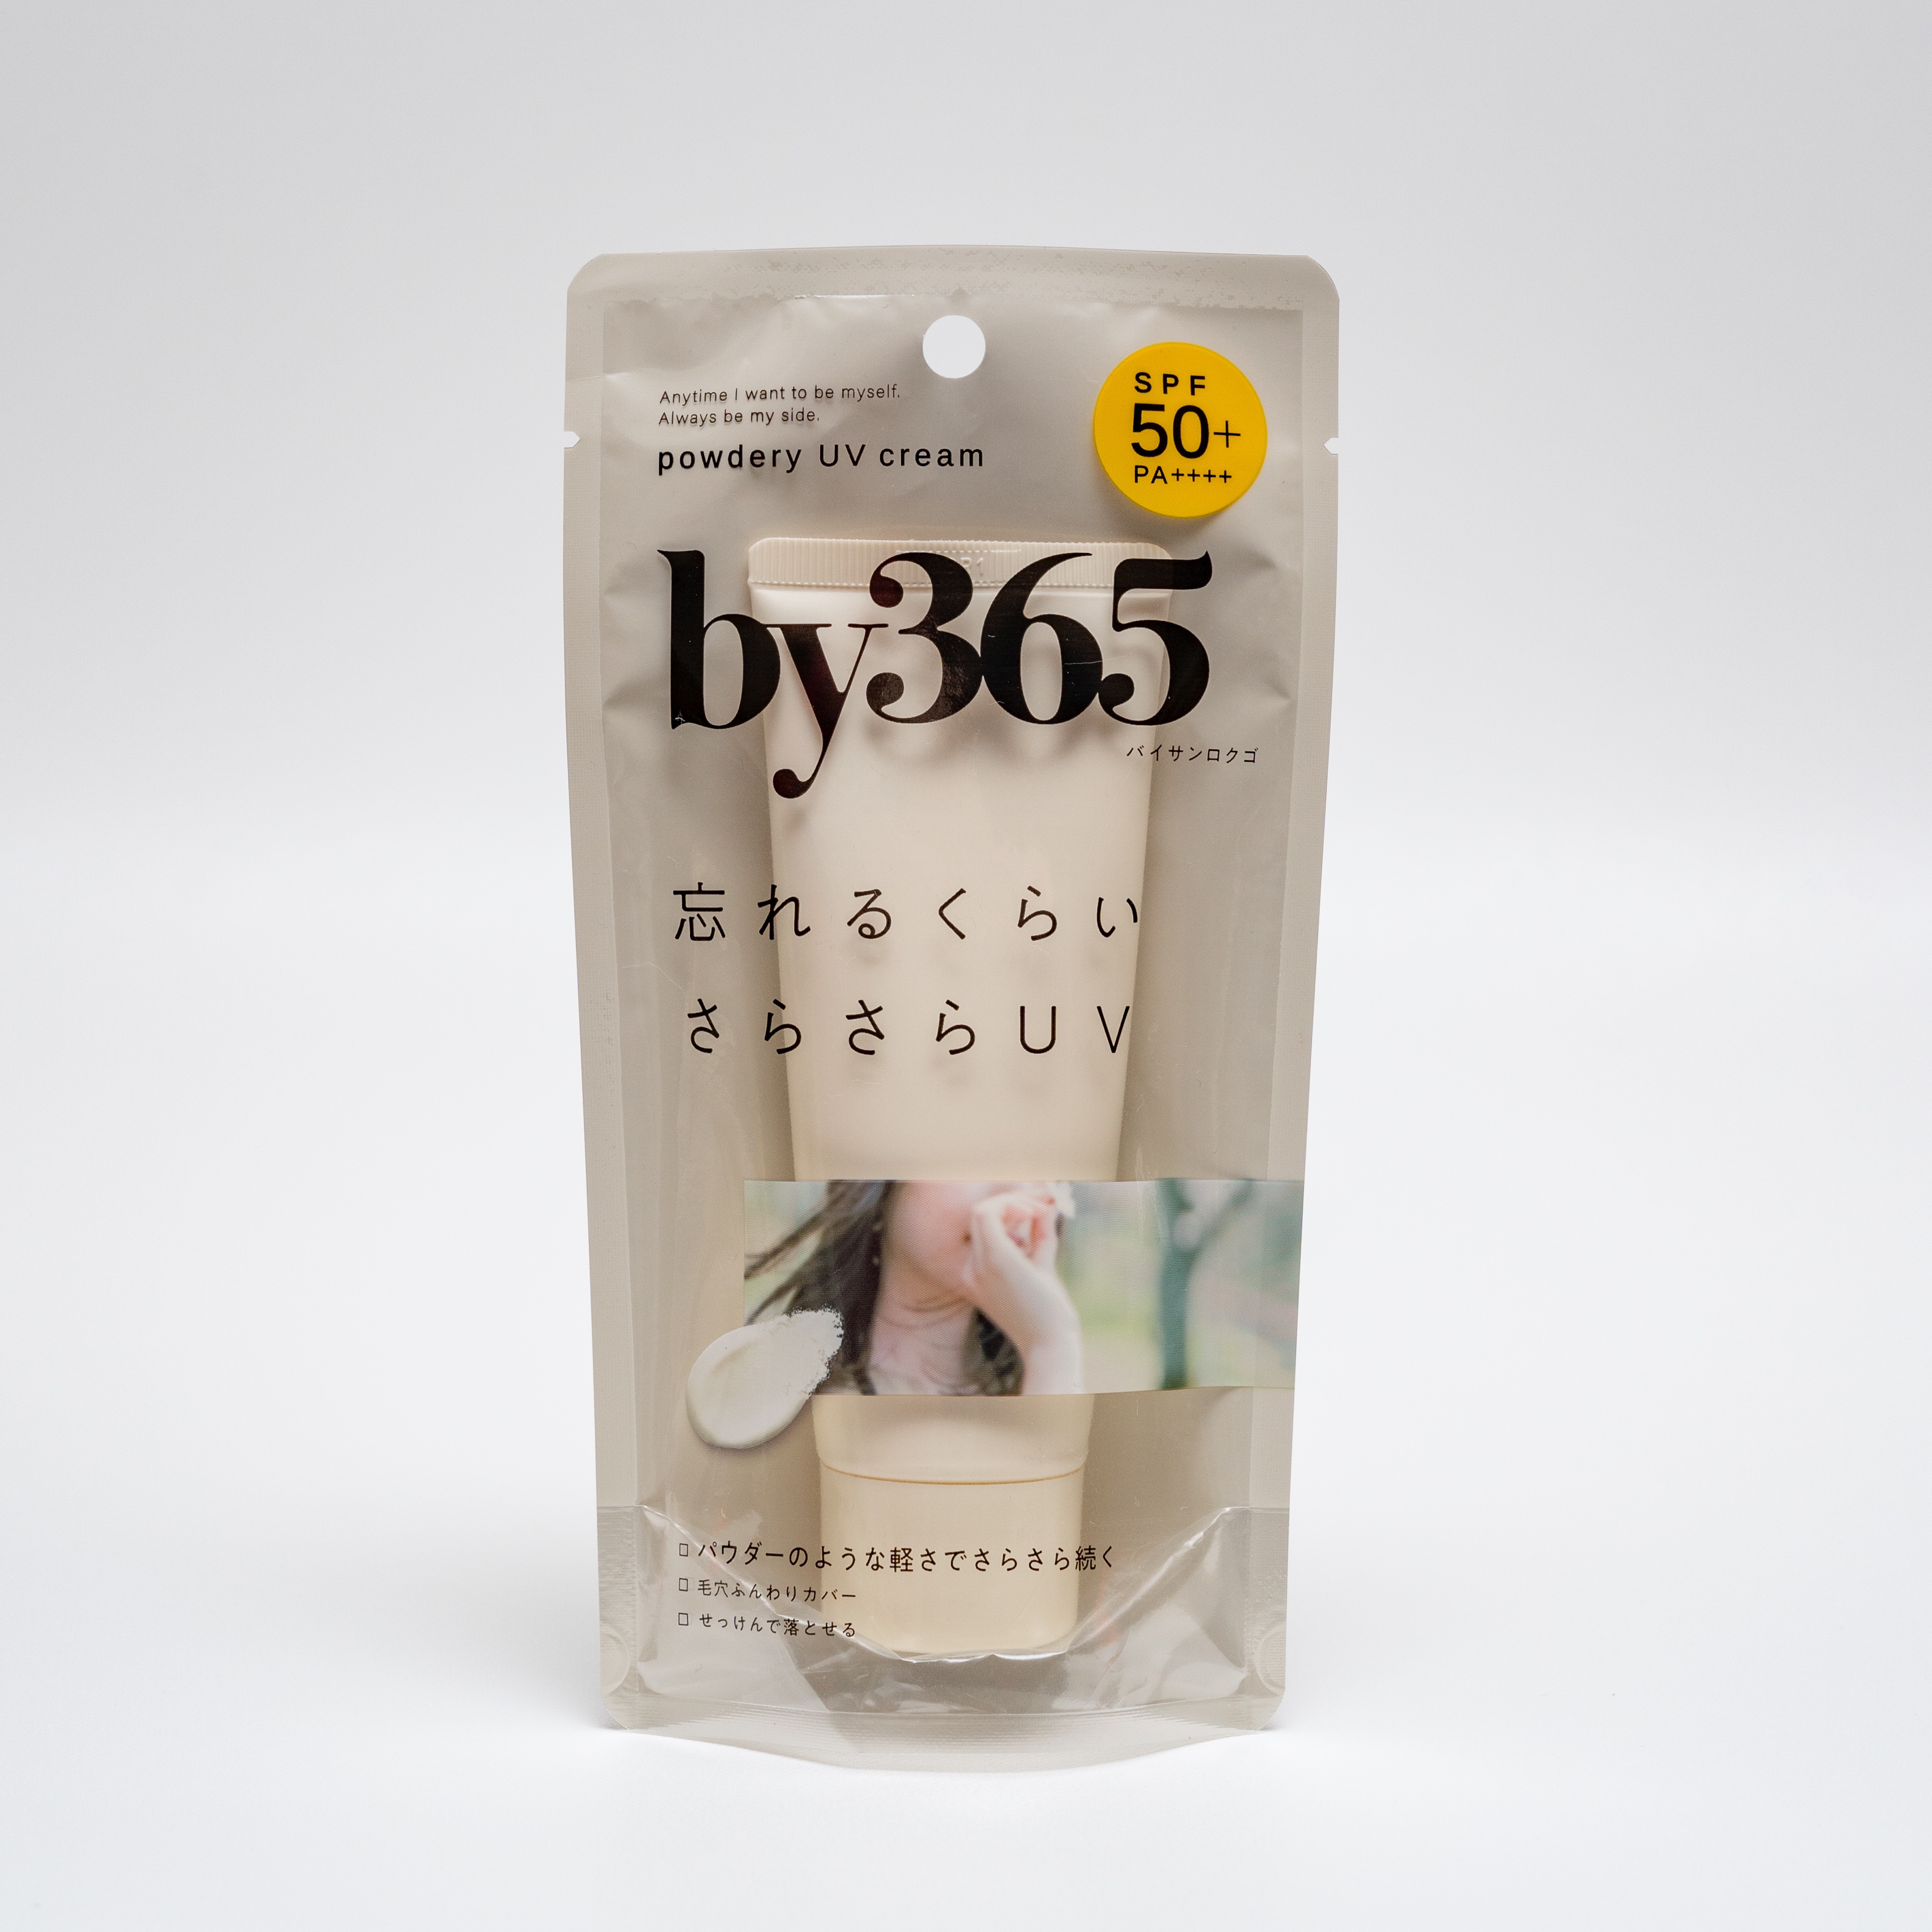 Anytime I want to be myself.
Always be my side.
powdery UV cream
SPF
50+
PA++++
by365
バイサンロクゴ
忘れるくらい
さらさらUV
□ パウダーのような軽さでさらさら続く
□ 毛穴ふんわりカバー
□ せっけんで落とせる